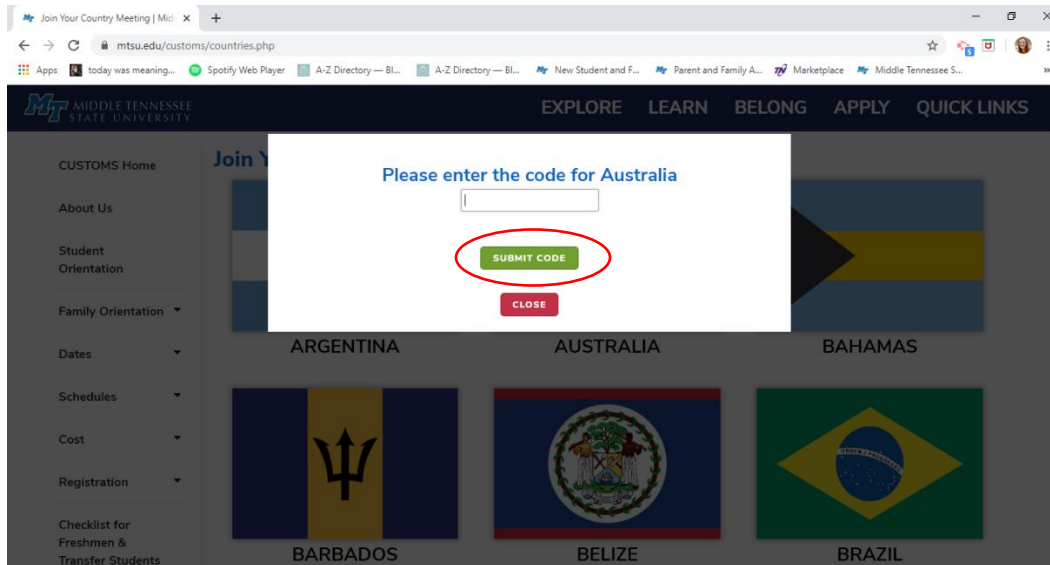 Join Your Country Meeting | Mid
mtsu.edu/customs/countries.php
Apps today was meaning... Spotify Web Player A-Z Directory — Bl... A-Z Directory — Bl... New Student and F... Parent and Family A... Marketplace Middle Tennessee S...
MT MIDDLE TENNESSEE
STATE UNIVERSITY
EXPLORE LEARN BELONG APPLY QUICK LINKS
CUSTOMS Home
About Us
Student
Orientation
Family Orientation
Dates
Schedules
Cost
Registration
Checklist for
Freshmen &
Transfer Students
Join Y
Please enter the code for Australia
SUBMIT CODE
CLOSE
ARGENTINA AUSTRALIA BAHAMAS
BARBADOS BELIZE BRAZIL